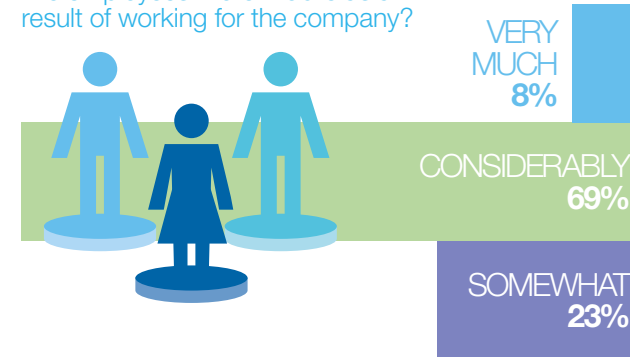 result of working for the company?
VERY
MUCH
8%
CONSIDERABLY
69%
SOMEWHAT
23%